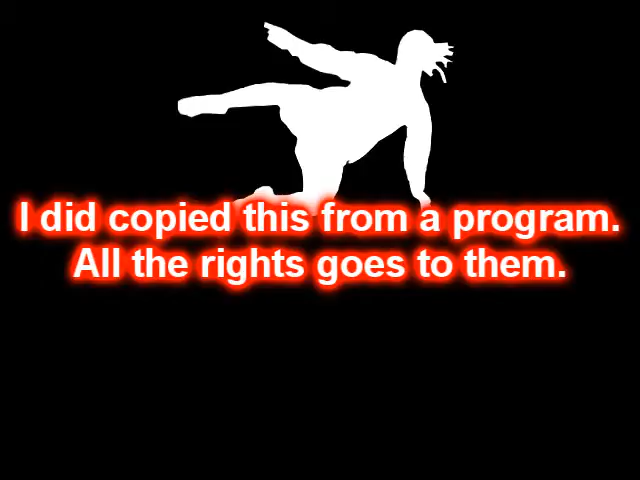 I did copied this from a program.
All the rights goes to them.